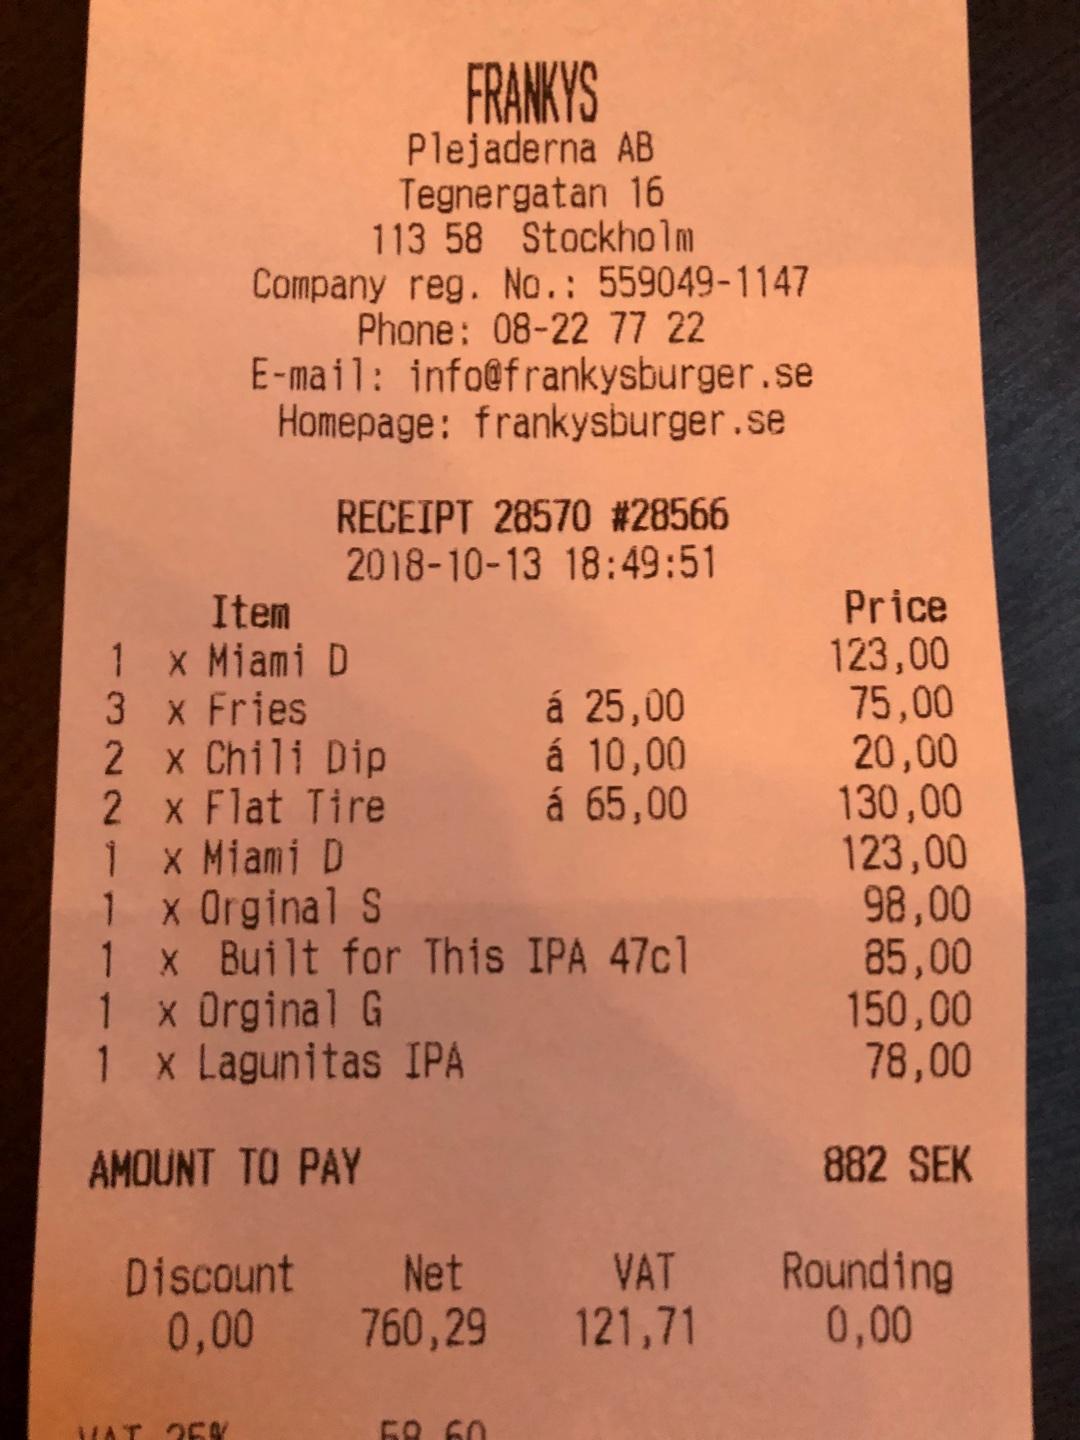 FRANKYS
Plejaderna AB
Tegnergatan 16
113 58 Stockholm
Company reg. No.: 559049-1147
Phone: 08-22 77 22
E-mail: info@frankysburger.se
Homepage: frankysburger.se
RECEIPT 28570 #28566
2018-10-13 18:49:51
Item Price
1 x Miami D 123,00
3 x Fries á 25,00 75,00
2 x Chili Dip á 10,00 20,00
2 x Flat Tire á 65,00 130,00
1 x Miami D 123,00
1 x Orginal S 98,00
1 x Built for This IPA 47cl 85,00
1 x Orginal G 150,00
1 x Lagunitas IPA 78,00
AMOUNT TO PAY 882 SEK
Discount Net VAT Rounding
0,00 760,29 121,71 0,00
VAT 25% 58,60